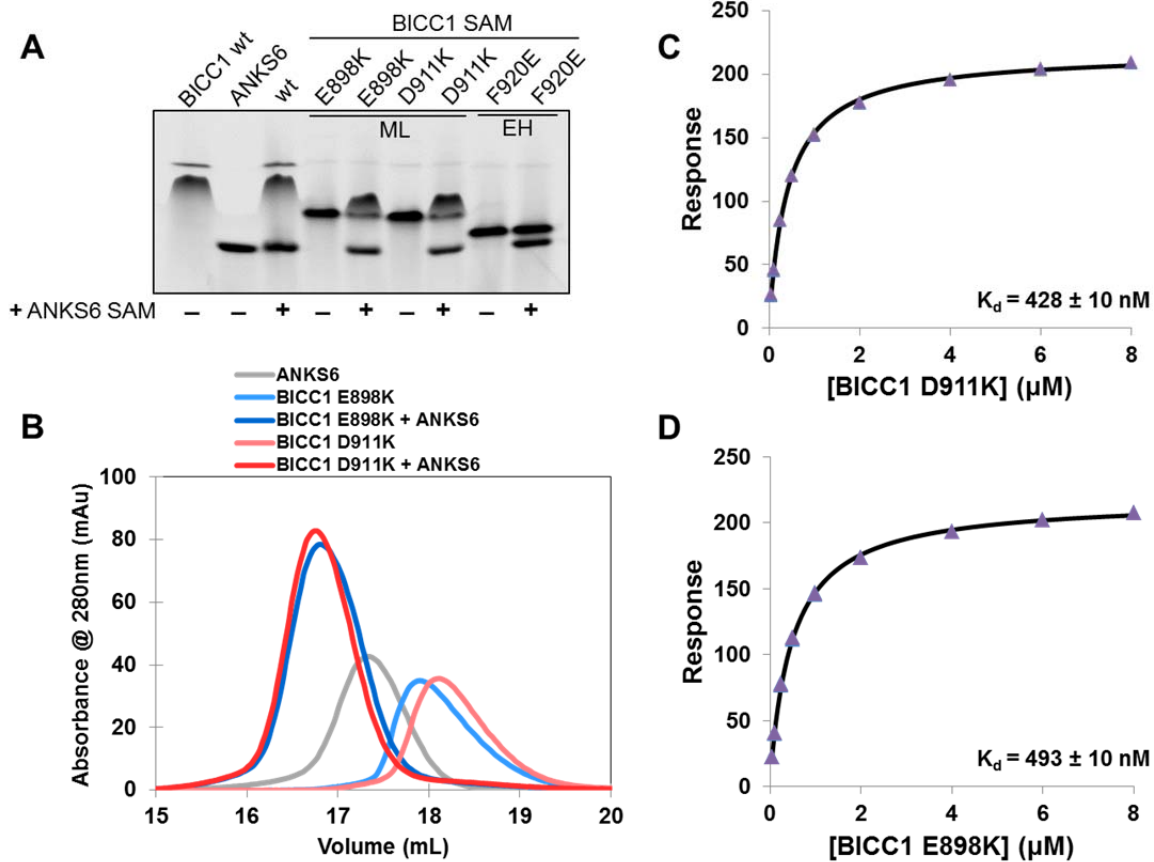 A
BICC1 SAM
BICC1 wt
ANKS6
wt
E898K
E898K
D911K
D911K
F920E
F920E
ML
EH
+ ANKS6 SAM – – + – + – + – +
B
ANKS6
BICC1 E898K
BICC1 E898K + ANKS6
BICC1 D911K
BICC1 D911K + ANKS6
Absorbance @ 280nm (mAu)
100
80
60
40
20
0
15 16 17 18 19 20
Volume (mL)
C
Response
250
200
150
100
50
0
Kd = 428 ± 10 nM
0 2 4 6 8
[BICC1 D911K] (µM)
D
Response
250
200
150
100
50
0
Kd = 493 ± 10 nM
0 2 4 6 8
[BICC1 E898K] (µM)